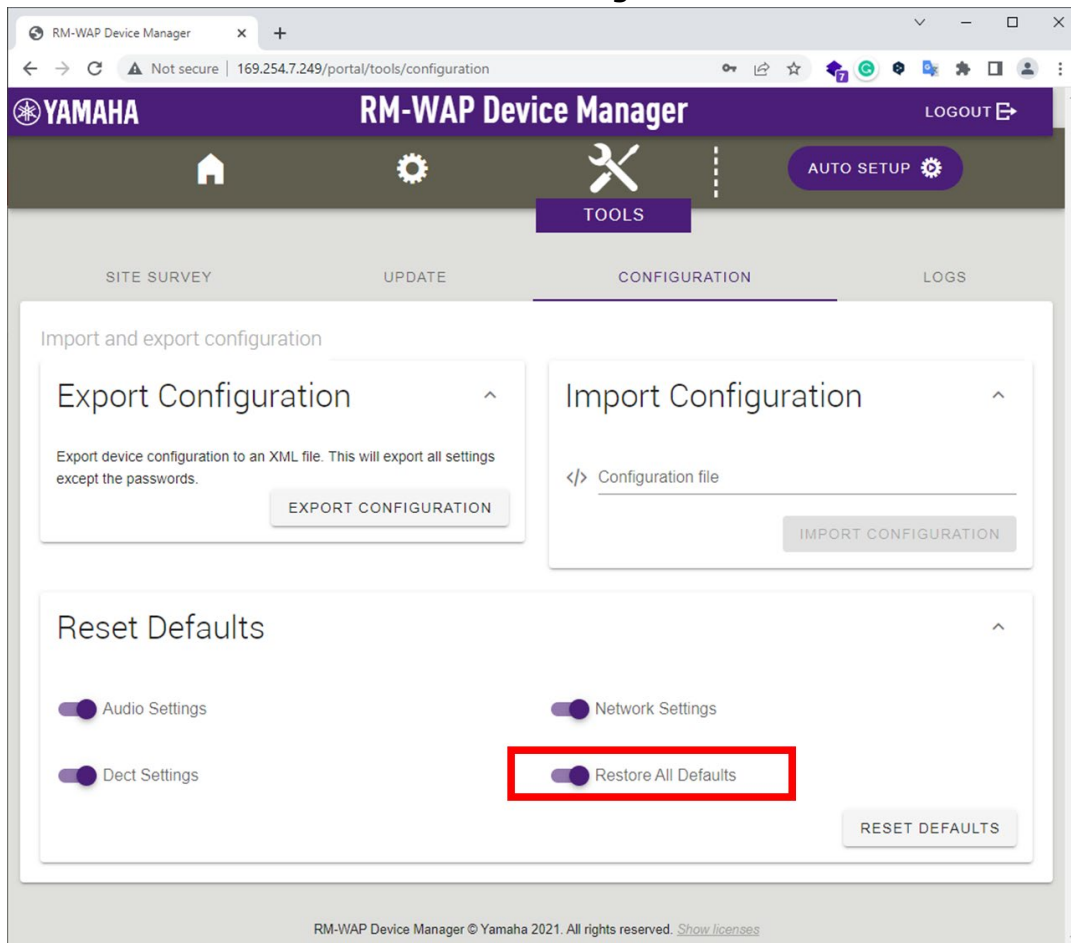 RM-WAP Device Manager
Not secure | 169.254.7.249/portal/tools/configuration
7
YAMAHA
RM-WAP Device Manager
LOGOUT
AUTO SETUP
TOOLS
SITE SURVEY
UPDATE
CONFIGURATION
LOGS
Import and export configuration
Export Configuration
Export device configuration to an XML file. This will export all settings
except the passwords.
EXPORT CONFIGURATION
Import Configuration
</> Configuration file
IMPORT CONFIGURATION
Reset Defaults
Audio Settings
Network Settings
Dect Settings
Restore All Defaults
RESET DEFAULTS
RM-WAP Device Manager © Yamaha 2021. All rights reserved. Show licenses